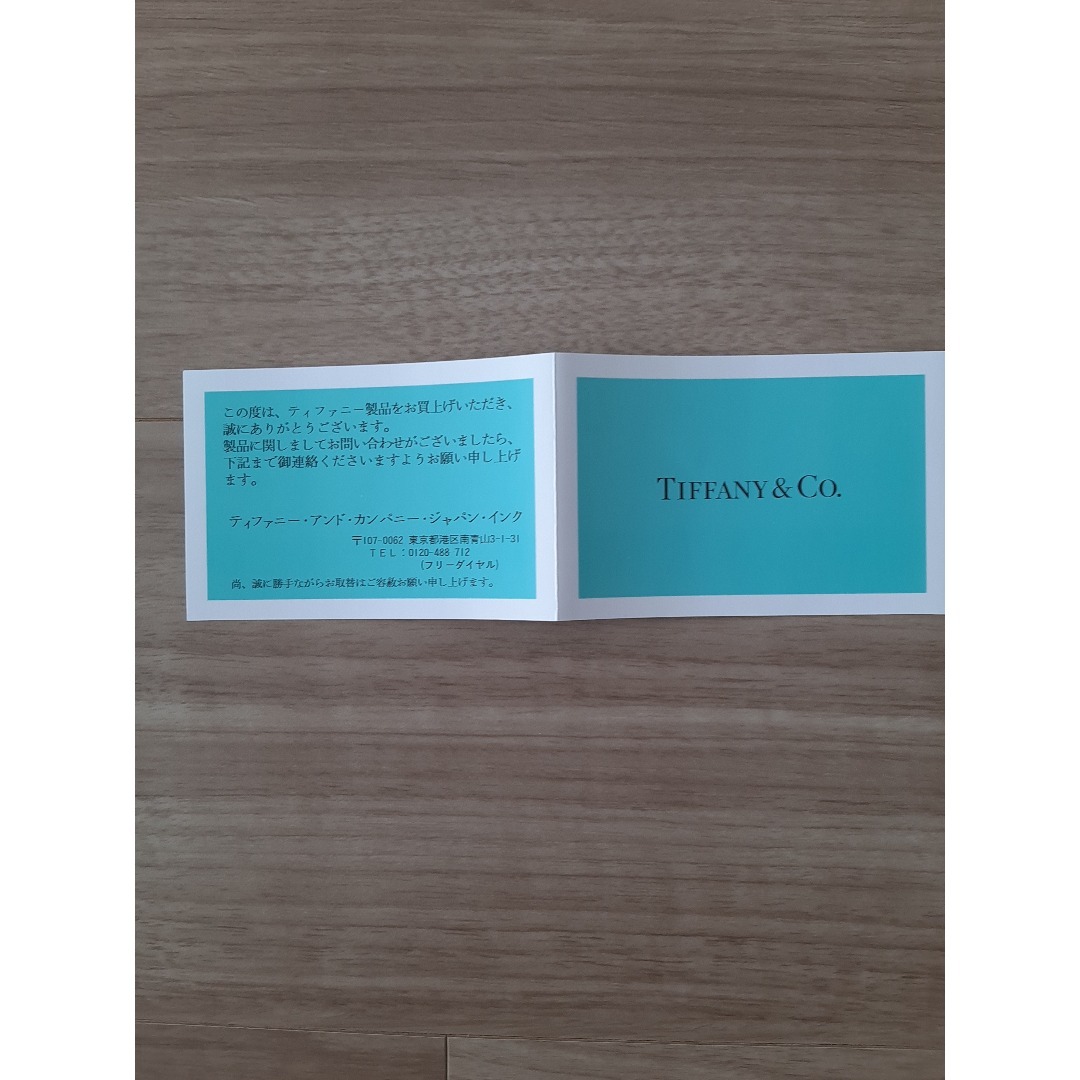 この度は、ティファニー製品をお買上げいただき、
誠にありがとうございます。
製品に関しましてお問い合わせがございましたら、
下記まで御連絡くださいますようお願い申し上げ
ます。
ティファニー・アンド・カンパニー・ジャパン・インク
〒107-0062 東京都港区南青山3-1-31
TEL:0120-488 712
(フリーダイヤル)
尚、誠に勝手ながらお取替はご容赦お願い申し上げます。
TIFFANY & CO.